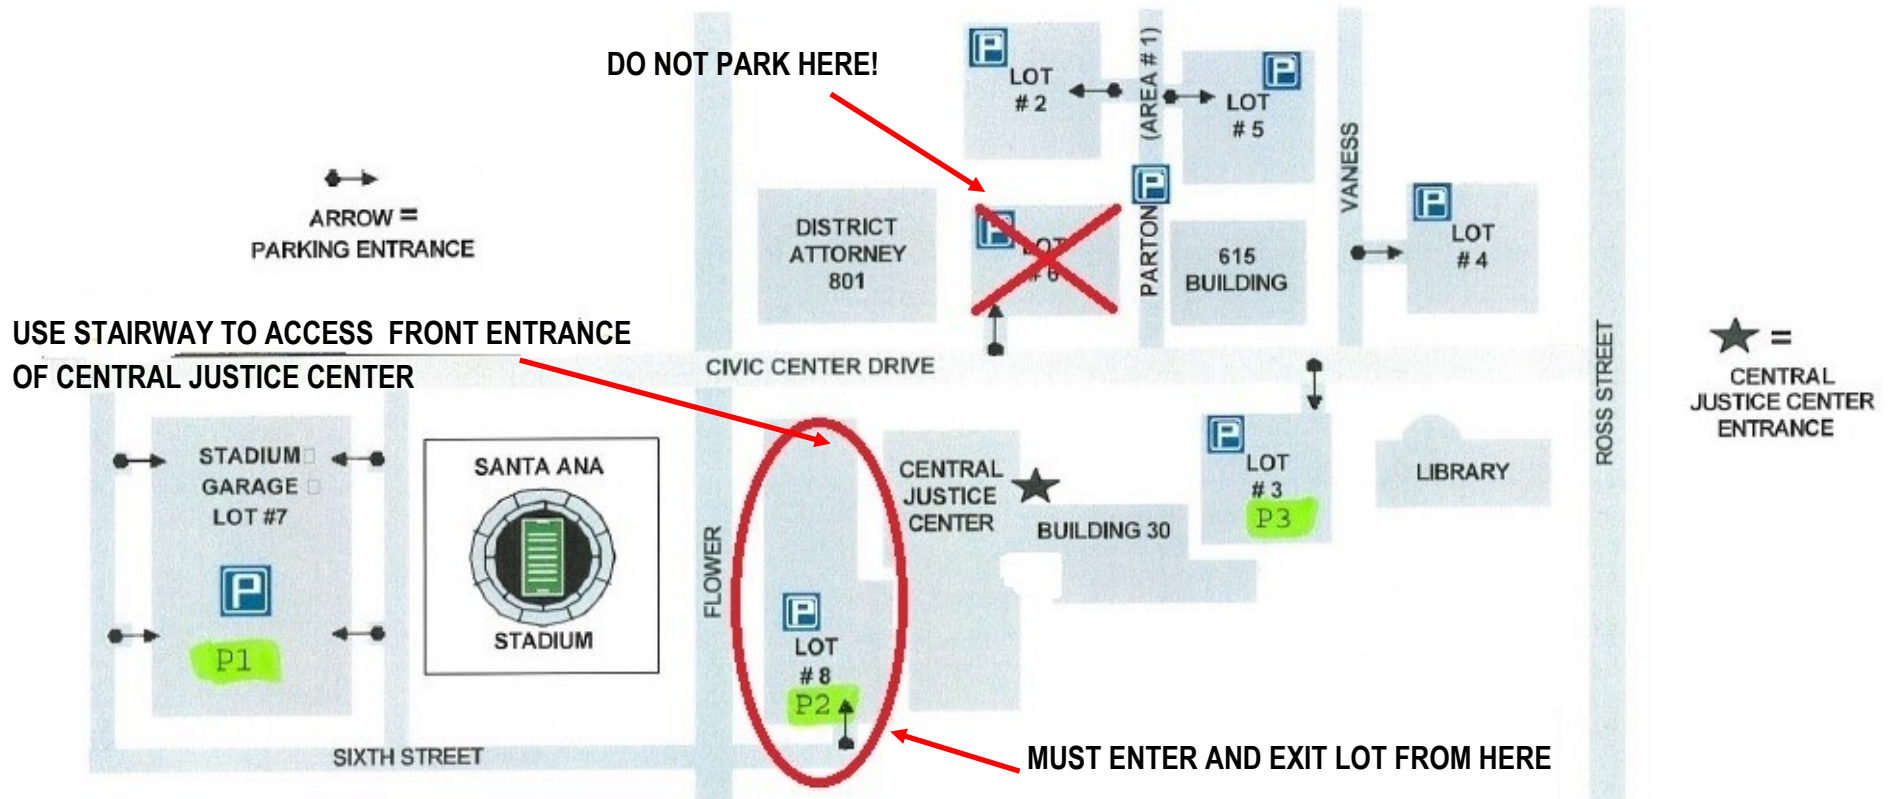 DO NOT PARK HERE!
P
LOT
# 2
PARTON (AREA # 1)
P
P
LOT
# 5
VANESS
P
LOT
# 4
ARROW =
PARKING ENTRANCE
DISTRICT
ATTORNEY
801
P
LOT
# 6
615
BUILDING
USE STAIRWAY TO ACCESS FRONT ENTRANCE
OF CENTRAL JUSTICE CENTER
CIVIC CENTER DRIVE
ROSS STREET
=
CENTRAL
JUSTICE CENTER
ENTRANCE
STADIUM
GARAGE
LOT #7
P
P1
SANTA ANA
STADIUM
FLOWER
P
LOT
# 8
P2
CENTRAL
JUSTICE
CENTER
BUILDING 30
P
LOT
# 3
P3
LIBRARY
SIXTH STREET
MUST ENTER AND EXIT LOT FROM HERE